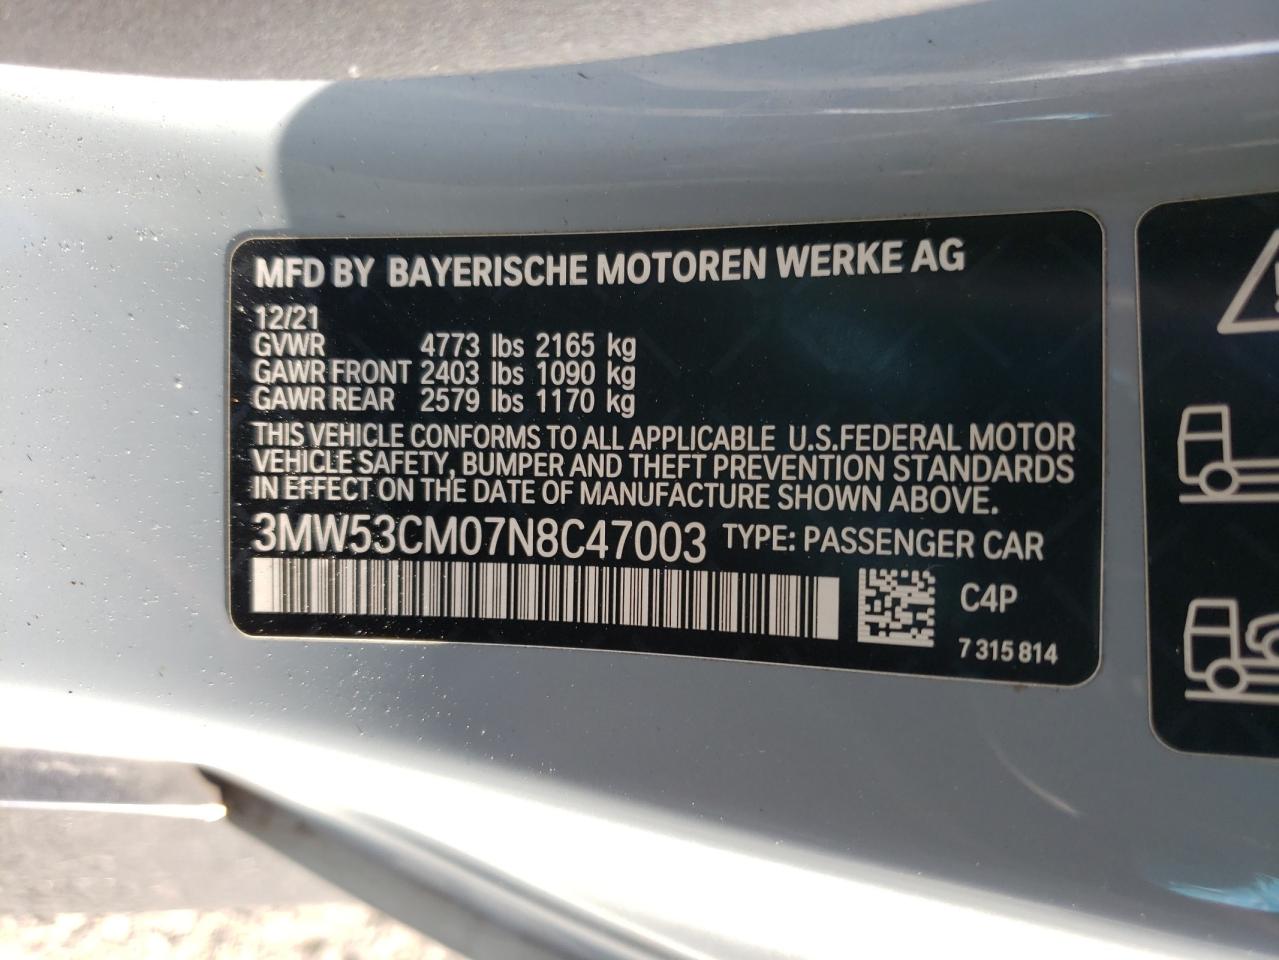 MFD BY BAYERISCHE MOTOREN WERKE AG
12/21
GVWR 4773 lbs 2165 kg
GAWR FRONT 2403 lbs 1090 kg
GAWR REAR 2579 lbs 1170 kg
THIS VEHICLE CONFORMS TO ALL APPLICABLE U.S.FEDERAL MOTOR
VEHICLE SAFETY, BUMPER AND THEFT PREVENTION STANDARDS
IN EFFECT ON THE DATE OF MANUFACTURE SHOWN ABOVE.
3MW53CM07N8C47003 TYPE: PASSENGER CAR
C4P
7 315 814